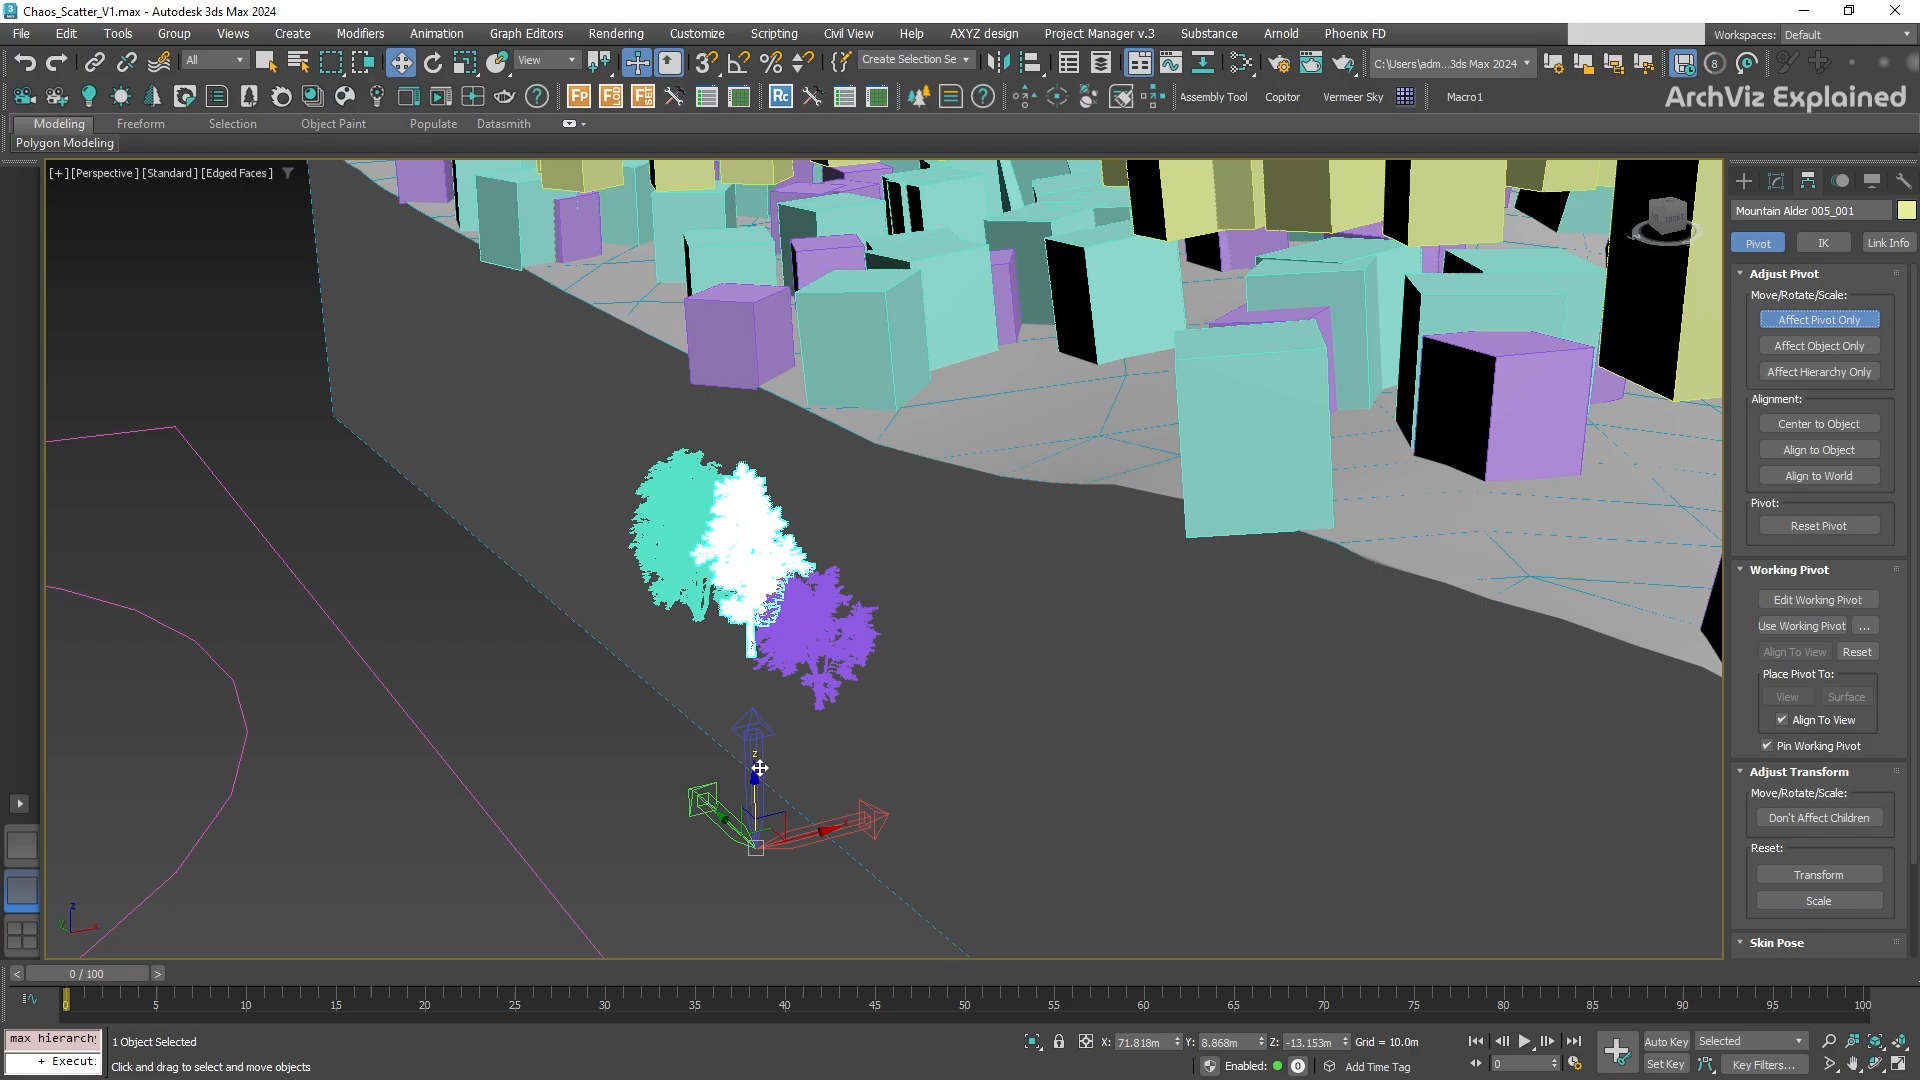 Chaos_Scatter_V1.max - Autodesk 3ds Max 2024
File Edit Tools Group Views Create Modifiers Animation Graph Editors Rendering Customize Scripting Civil View Help AXYZ design Project Manager v.3 Substance Arnold Phoenix FD Workspaces: Default
All View Create Selection Se C:\Users\adm...3ds Max 2024 8
Fp Rc Assembly Tool Copitor Vermeer Sky Macro1 ArchViz Explained
Modeling Freeform Selection Object Paint Populate Datasmith
Polygon Modeling
[+] [Perspective ] [Standard ] [Edged Faces ]
Mountain Alder 005_001
Pivot IK Link Info
Adjust Pivot
Move/Rotate/Scale:
Affect Pivot Only
Affect Object Only
Affect Hierarchy Only
Alignment:
Center to Object
Align to Object
Align to World
Pivot:
Reset Pivot
Working Pivot
Edit Working Pivot
Use Working Pivot ...
Align To View Reset
Place Pivot To:
View Surface
Align To View
Pin Working Pivot
Adjust Transform
Move/Rotate/Scale:
Don't Affect Children
Reset:
Transform
Scale
Skin Pose
z
z
y x
< 0 / 100 >
0 5 10 15 20 25 30 35 40 45 50 55 60 65 70 75 80 85 90 95 100
max hierarchy 1 Object Selected X: 71.818m Y: 8.868m Z: -13.153m Grid = 10.0m Auto Key Selected
+ Executi Click and drag to select and move objects Enabled: 0 Add Time Tag 0 Set Key Key Filters...